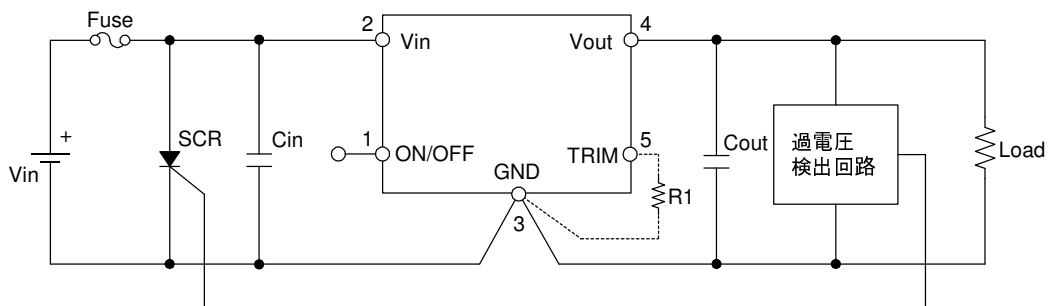 Fuse
2
Vin
Vout
4
+
Vin
SCR
Cin
1
ON/OFF
GND
3
TRIM
5
R1
Cout
過電圧
検出回路
Load